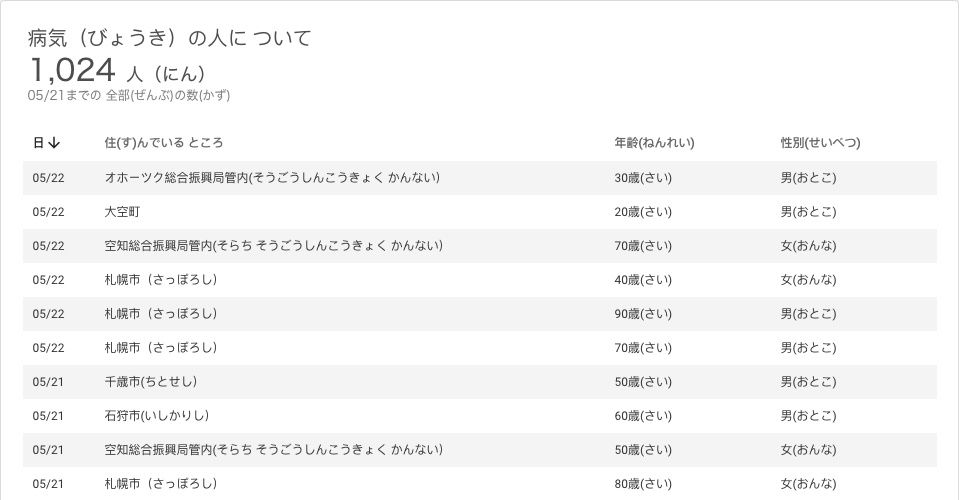 病気（びょうき）の人に ついて
1,024 人（にん）
05/21までの 全部(ぜんぶ)の数(かず)
日↓ 住(す)んでいる ところ 年齢(ねんれい) 性別(せいべつ)
05/22 オホーツク総合振興局管内(そうごうしんこうきょく かんない） 30歳(さい) 男(おとこ)
05/22 大空町 20歳(さい) 男(おとこ)
05/22 空知総合振興局管内(そらち そうごうしんこうきょく かんない） 70歳(さい) 女(おんな)
05/22 札幌市（さっぽろし） 40歳(さい) 女(おんな)
05/22 札幌市（さっぽろし） 90歳(さい) 男(おとこ)
05/22 札幌市（さっぽろし） 70歳(さい) 男(おとこ)
05/21 千歳市(ちとせし） 50歳(さい) 男(おとこ)
05/21 石狩市(いしかりし） 60歳(さい) 男(おとこ)
05/21 空知総合振興局管内(そらち そうごうしんこうきょく かんない） 50歳(さい) 女(おんな)
05/21 札幌市（さっぽろし） 80歳(さい) 女(おんな)